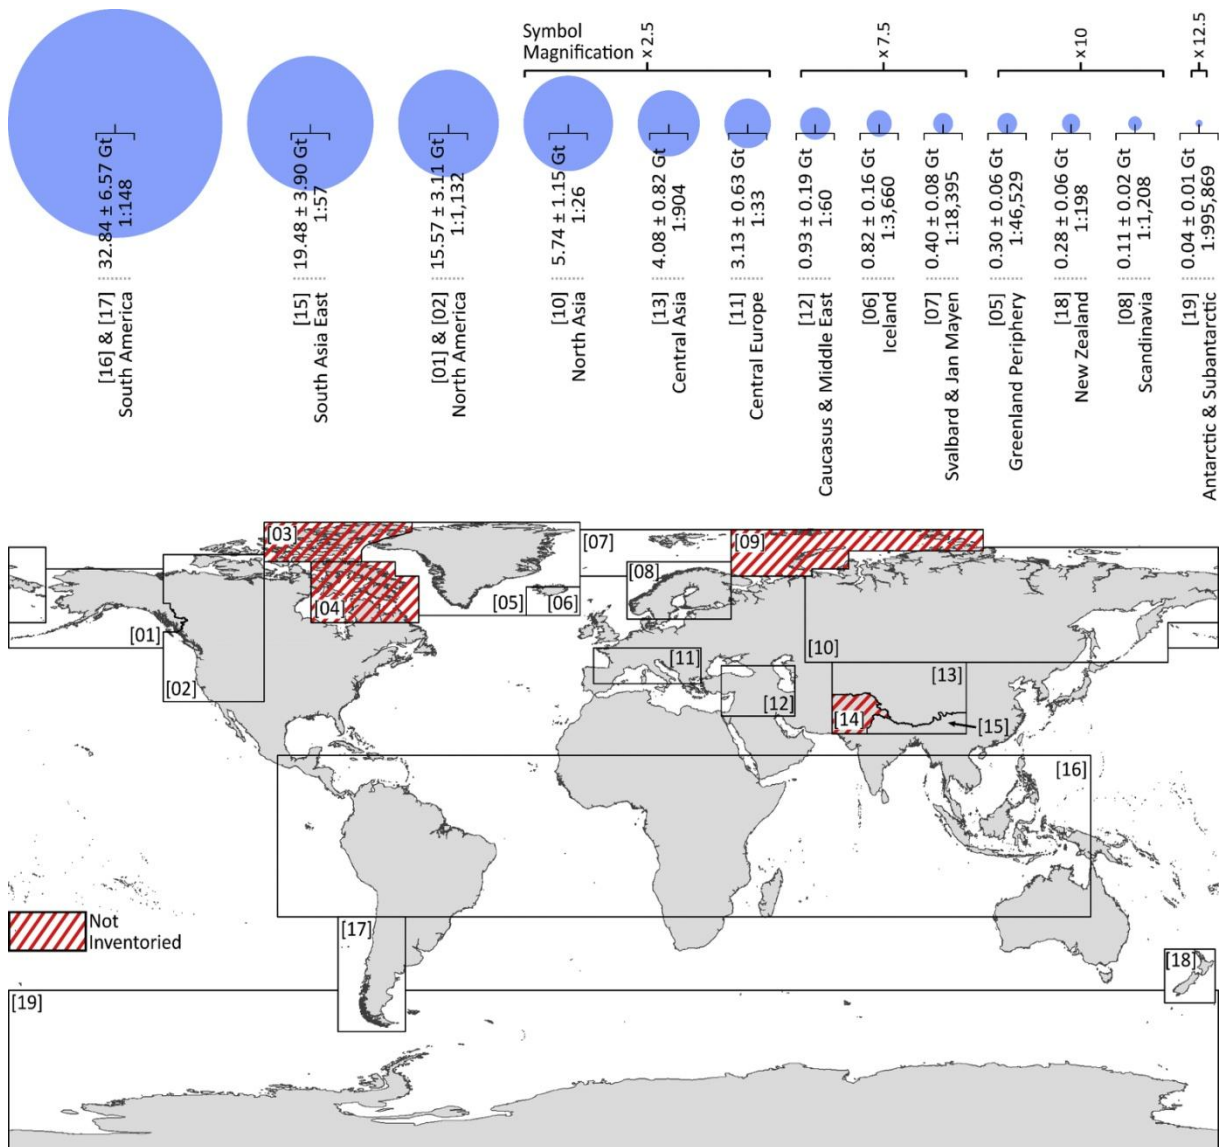 Symbol
Magnification
x 2.5
x 7.5
x 10
x 12.5
32.84 ± 6.57 Gt
1:148
[16] & [17]
South America
19.48 ± 3.90 Gt
1:57
[15]
South Asia East
15.57 ± 3.11 Gt
1:1,132
[01] & [02]
North America
5.74 ± 1.15 Gt
1:26
[10]
North Asia
4.08 ± 0.82 Gt
1:904
[13]
Central Asia
3.13 ± 0.63 Gt
1:33
[11]
Central Europe
0.93 ± 0.19 Gt
1:60
[12]
Caucasus & Middle East
0.82 ± 0.16 Gt
1:3,660
[06]
Iceland
0.40 ± 0.08 Gt
1:18,395
[07]
Svalbard & Jan Mayen
0.30 ± 0.06 Gt
1:46,529
[05]
Greenland Periphery
0.28 ± 0.06 Gt
1:198
[18]
New Zealand
0.11 ± 0.02 Gt
1:1,208
[08]
Scandinavia
0.04 ± 0.01 Gt
1:995,869
[19]
Antarctic & Subantarctic
[03]
[07]
[09]
[08]
[04]
[05]
[06]
[01]
[02]
[10]
[11]
[13]
[12]
[14]
[15]
[16]
Not
Inventoried
[17]
[18]
[19]